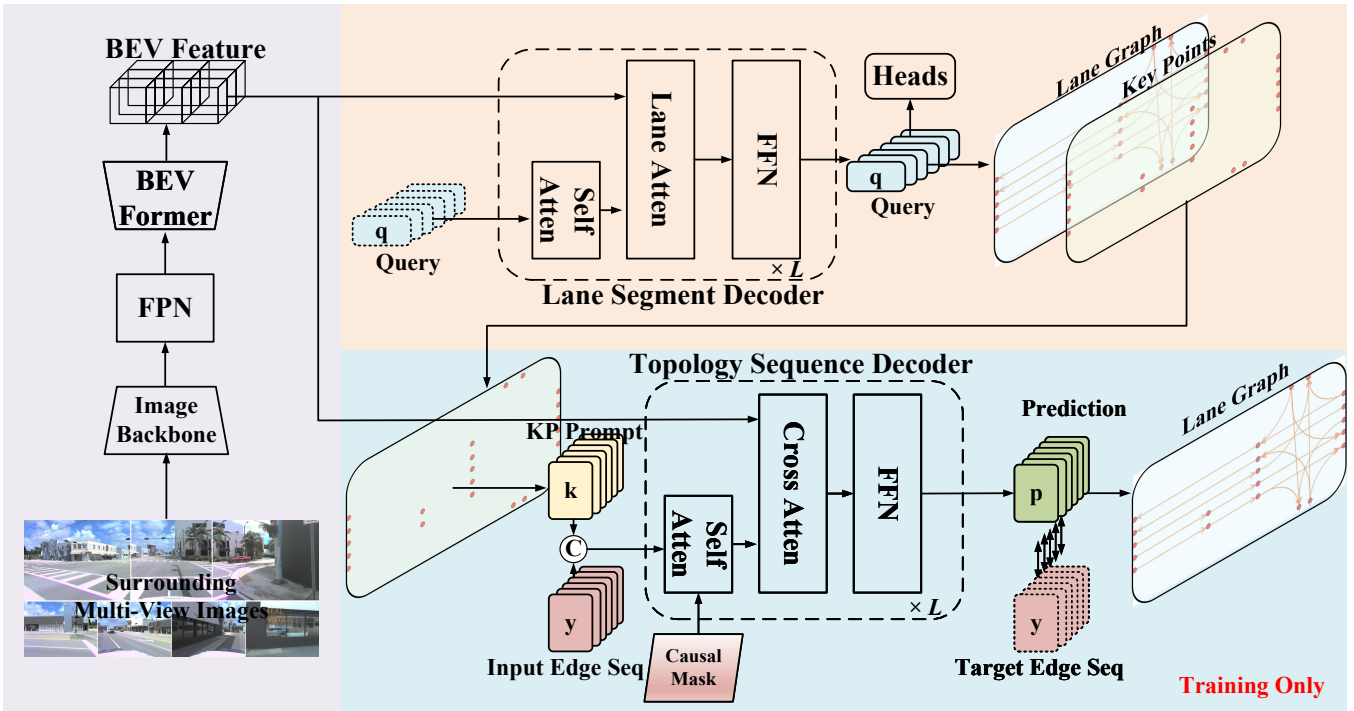 BEV Feature
BEV
Former
FPN
Image
Backbone
Surrounding
Multi-View Images
q
Query
Self
Atten
Lane Atten
FFN
× L
Lane Segment Decoder
Heads
q
Query
Lane Graph
Key Points
Topology Sequence Decoder
KP Prompt
k
C
y
Input Edge Seq
Self
Atten
Causal
Mask
Cross Atten
FFN
× L
Prediction
p
y
Target Edge Seq
Lane Graph
Training Only